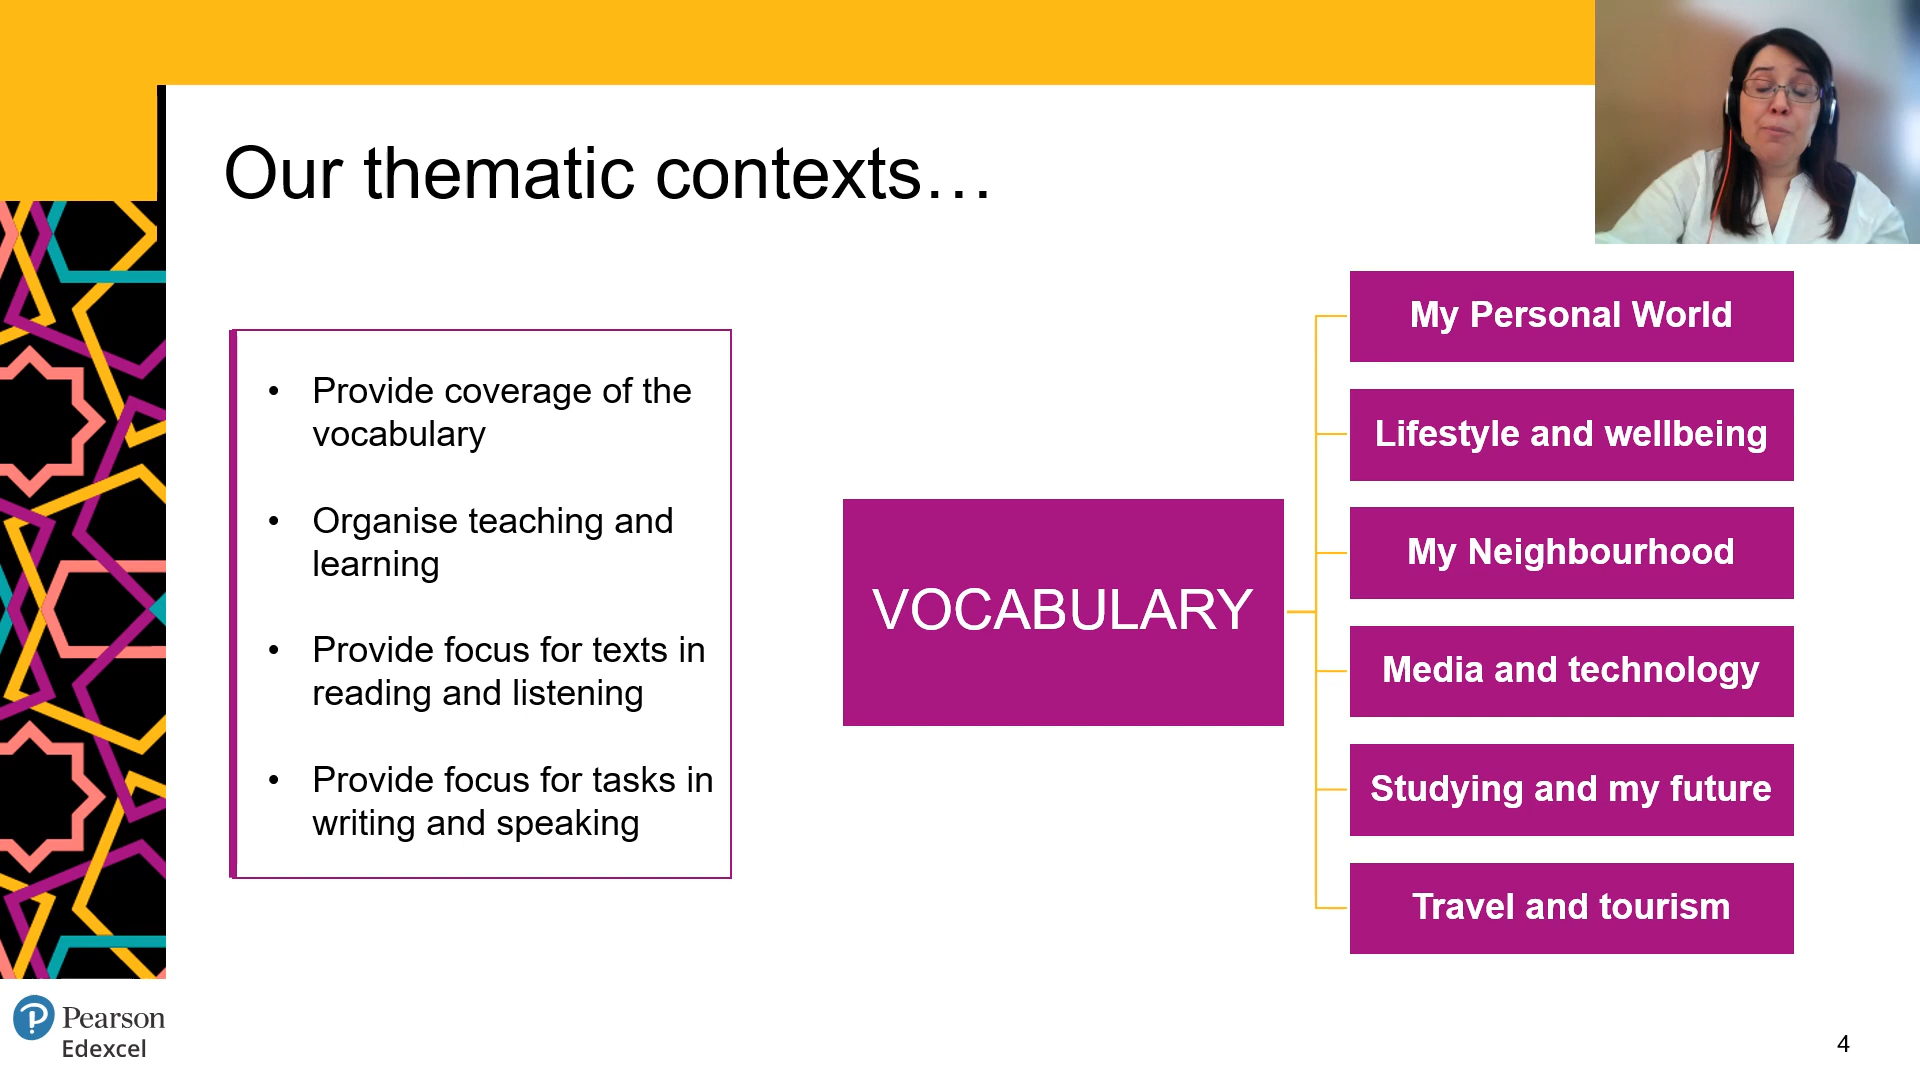 Our thematic contexts…
• Provide coverage of the
vocabulary
• Organise teaching and
learning
• Provide focus for texts in
reading and listening
• Provide focus for tasks in
writing and speaking
VOCABULARY
My Personal World
Lifestyle and wellbeing
My Neighbourhood
Media and technology
Studying and my future
Travel and tourism
Pearson
Edexcel
4